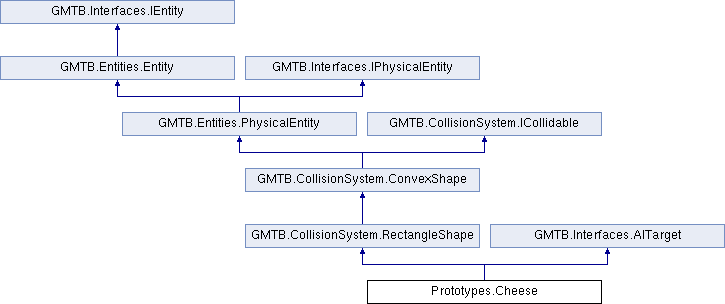 GMTB.Interfaces.IEntity
GMTB.Entities.Entity
GMTB.Interfaces.IPhysicalEntity
GMTB.Entities.PhysicalEntity
GMTB.CollisionSystem.ICollidable
GMTB.CollisionSystem.ConvexShape
GMTB.CollisionSystem.RectangleShape
GMTB.Interfaces.AITarget
Prototypes.Cheese